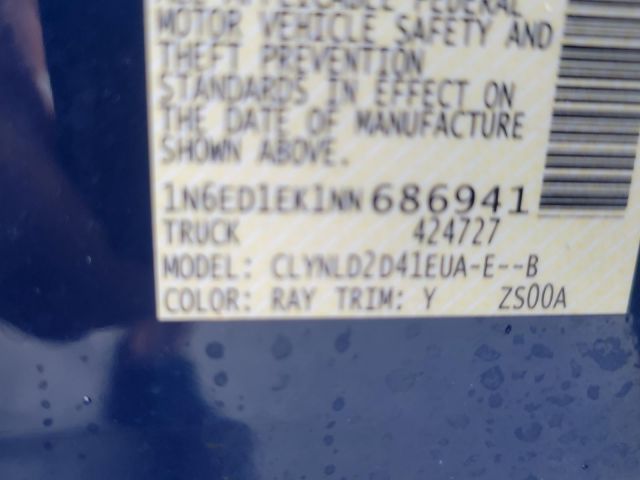 MOTOR VEHICLE SAFETY AND
THEFT PREVENTION
STANDARDS IN EFFECT ON
THE DATE OF MANUFACTURE
SHOWN ABOVE.
1N6ED1EK1NN686941
TRUCK 424727
MODEL: CLYNLD2D41EUA-E--B
COLOR: RAY TRIM: Y ZS00A